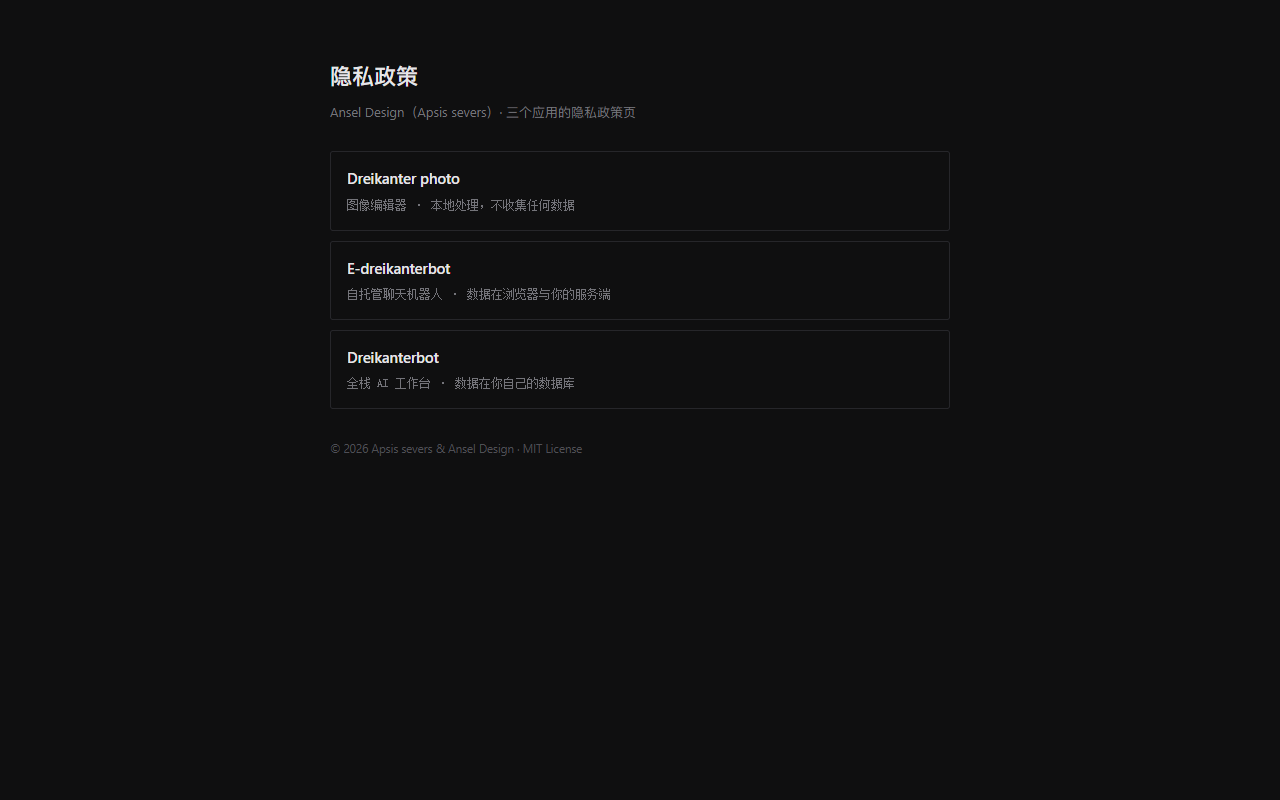 隐私政策
Ansel Design（Apsis severs）· 三个应用的隐私政策页
Dreikanter photo
图像编辑器 · 本地处理，不收集任何数据
E-dreikanterbot
自托管聊天机器人 · 数据在浏览器与你的服务端
Dreikanterbot
全栈 AI 工作台 · 数据在你自己的数据库
© 2026 Apsis severs & Ansel Design · MIT License